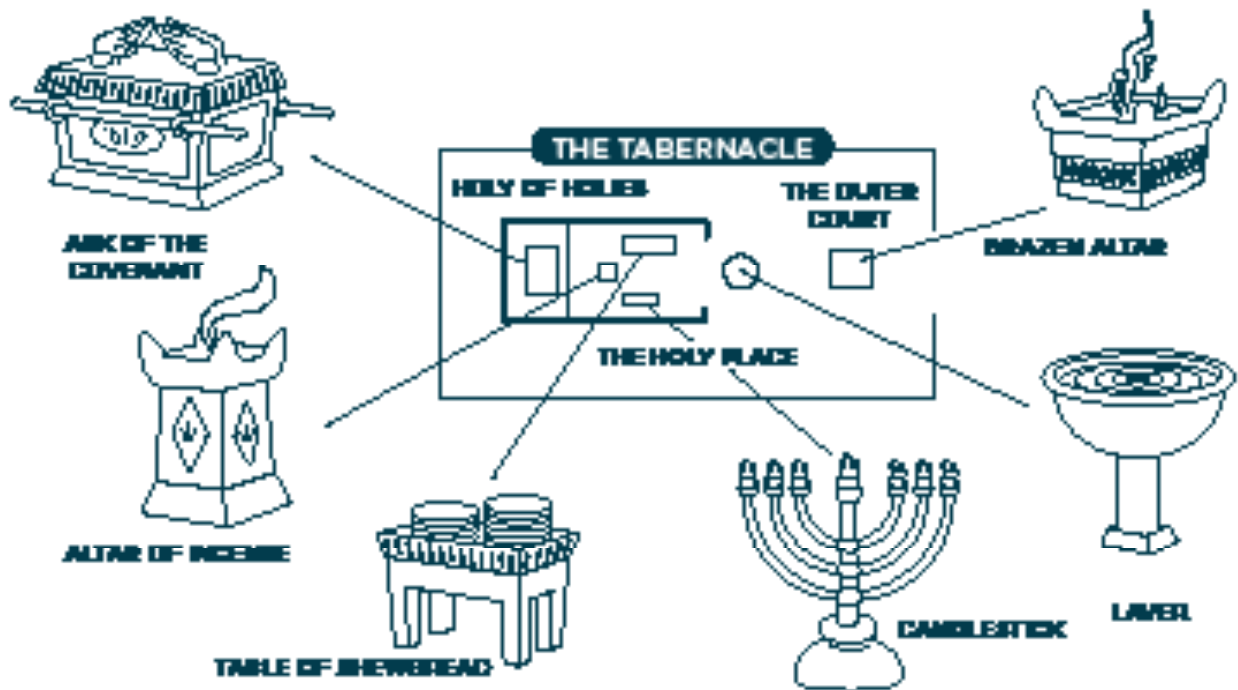 THE TABERNACLE
HOLY OF HOLIES
THE OUTER
COURT
ARK OF THE
COVENANT
BRAZEN ALTAR
THE HOLY PLACE
ALTAR OF INCENSE
TABLE OF SHEWBREAD
CANDLESTICK
LAVER